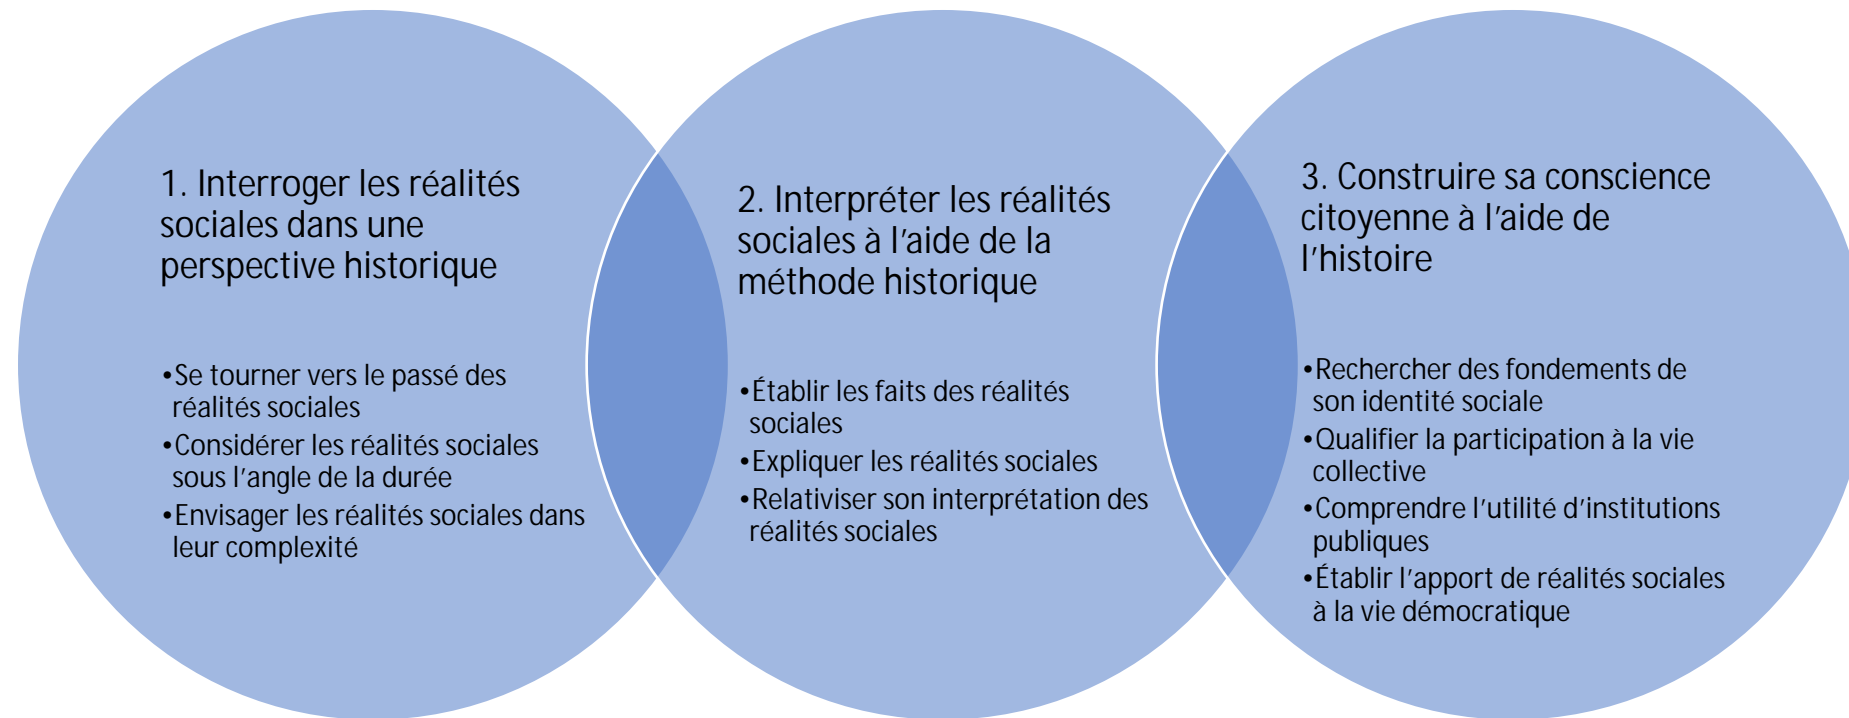 1. Interroger les réalités
sociales dans une
perspective historique
•Se tourner vers le passé des
réalités sociales
•Considérer les réalités sociales
sous l’angle de la durée
•Envisager les réalités sociales dans
leur complexité
2. Interpréter les réalités
sociales à l’aide de la
méthode historique
•Établir les faits des réalités
sociales
•Expliquer les réalités sociales
•Relativiser son interprétation des
réalités sociales
3. Construire sa conscience
citoyenne à l’aide de
l’histoire
•Rechercher des fondements de
son identité sociale
•Qualifier la participation à la vie
collective
•Comprendre l’utilité d’institutions
publiques
•Établir l’apport de réalités sociales
à la vie démocratique